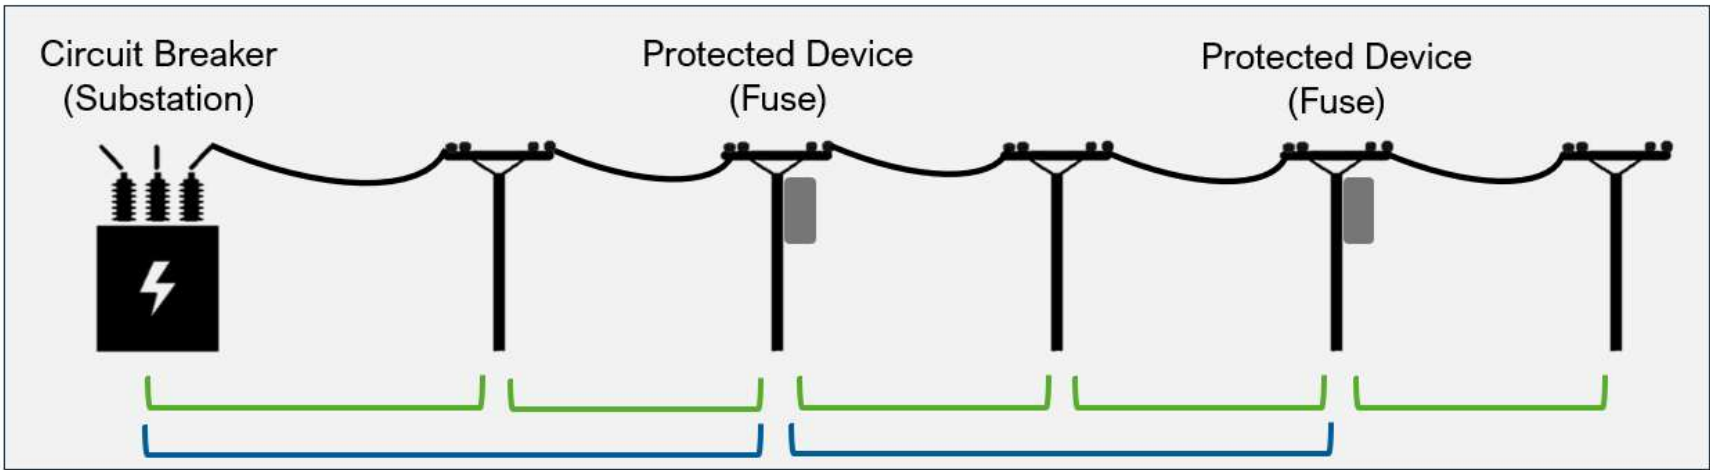 Circuit Breaker
(Substation)
Protected Device
(Fuse)
Protected Device
(Fuse)